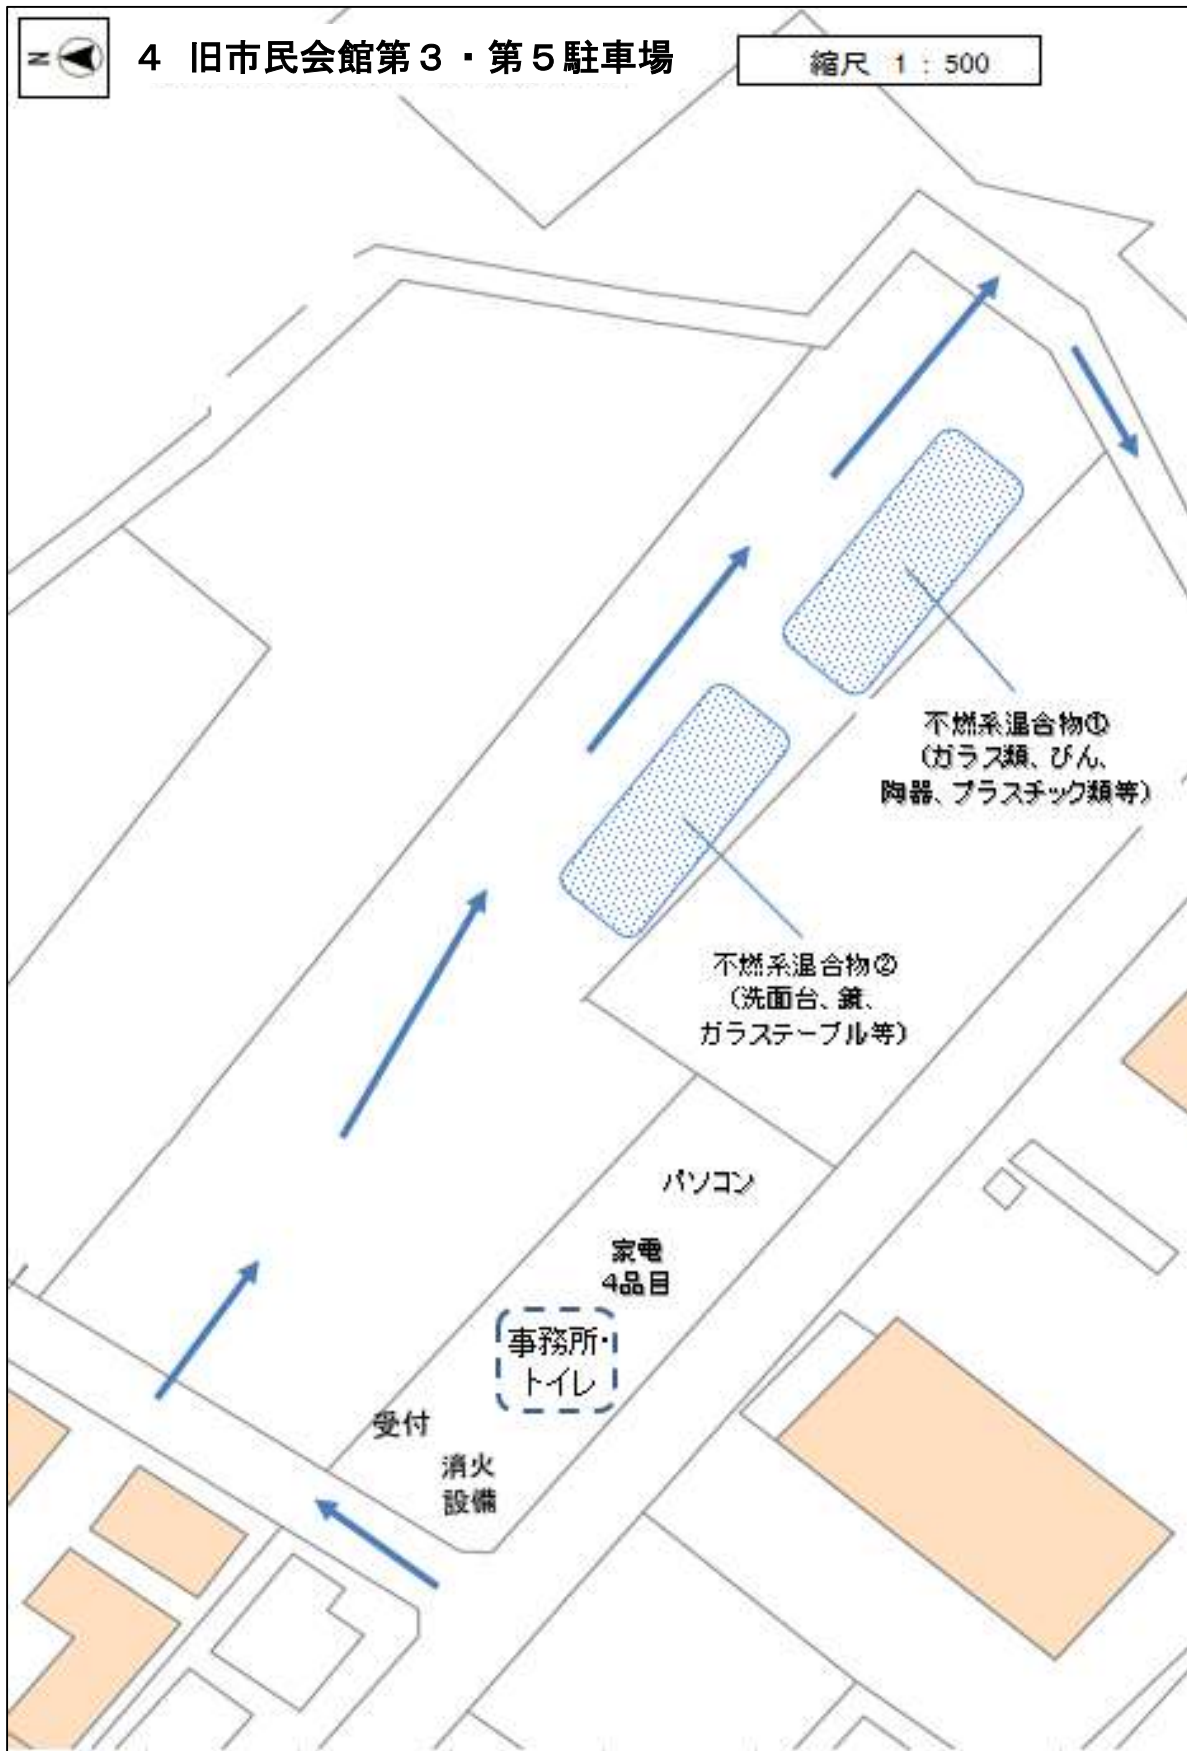 N
4 旧市民会館第3・第5駐車場
縮尺 1:500
不燃系混合物①
(ガラス類、びん、
陶器、プラスチック類等)
不燃系混合物②
(洗面台、鏡、
ガラステーブル等)
パソコン
家電
4品目
事務所・
トイレ
受付
消火
設備